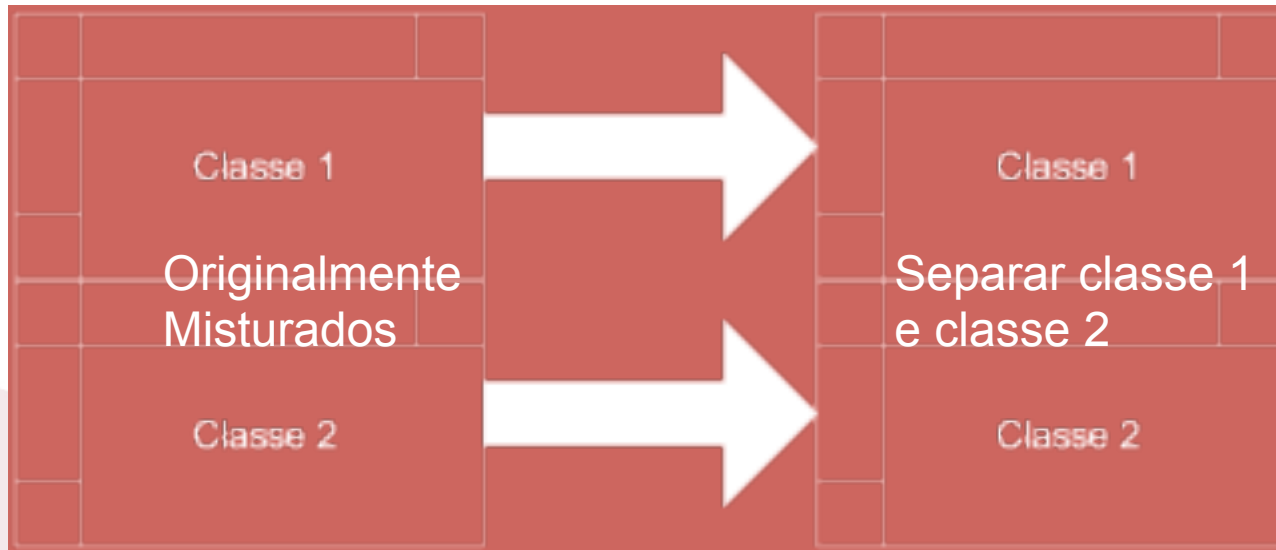 Classe 1
Originalmente
Misturados
Classe 2
Classe 1
Separar classe 1
e classe 2
Classe 2